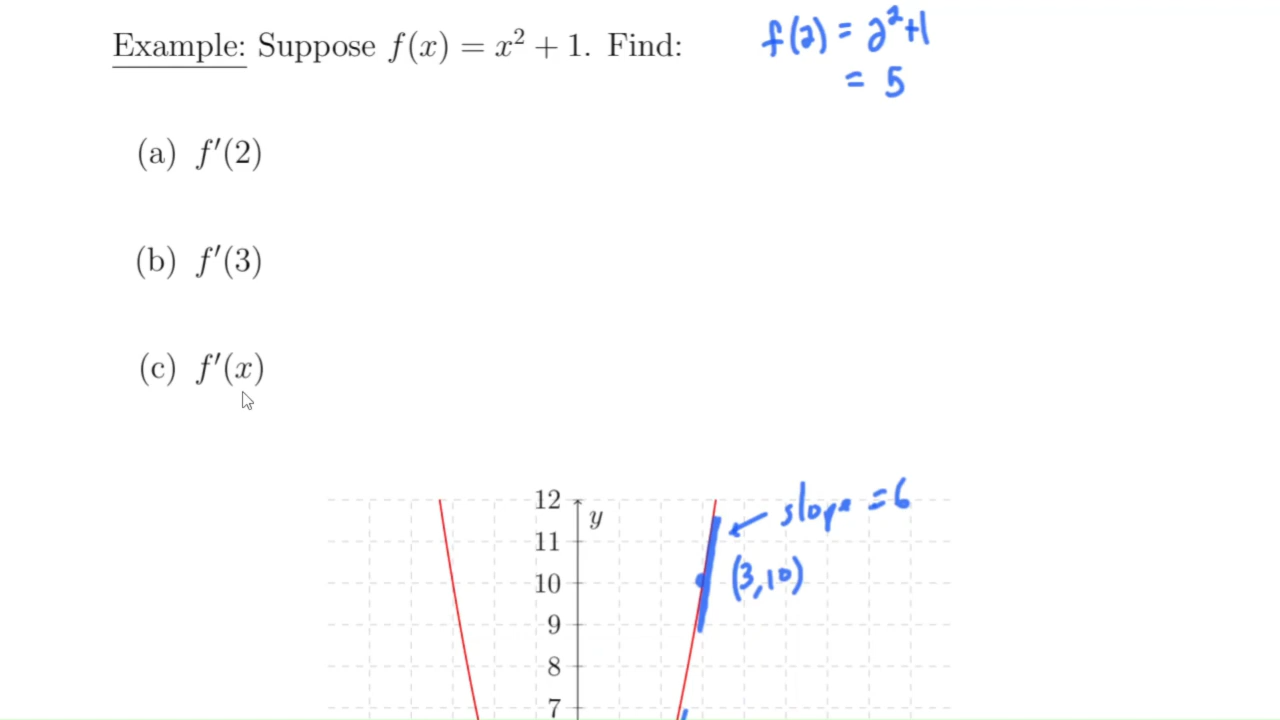 Example: Suppose f(x) = x² + 1. Find:
f(2) = 2²+1
= 5
(a) f′(2)
(b) f′(3)
(c) f′(x)
12
y
slope = 6
11
(3,10)
10
9
8
7